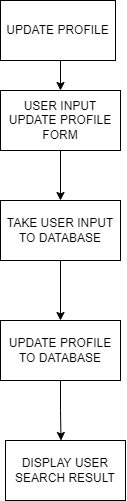 UPDATE PROFILE
USER INPUT
UPDATE PROFILE
FORM
TAKE USER INPUT
TO DATABASE
UPDATE PROFILE
TO DATABASE
DISPLAY USER
SEARCH RESULT